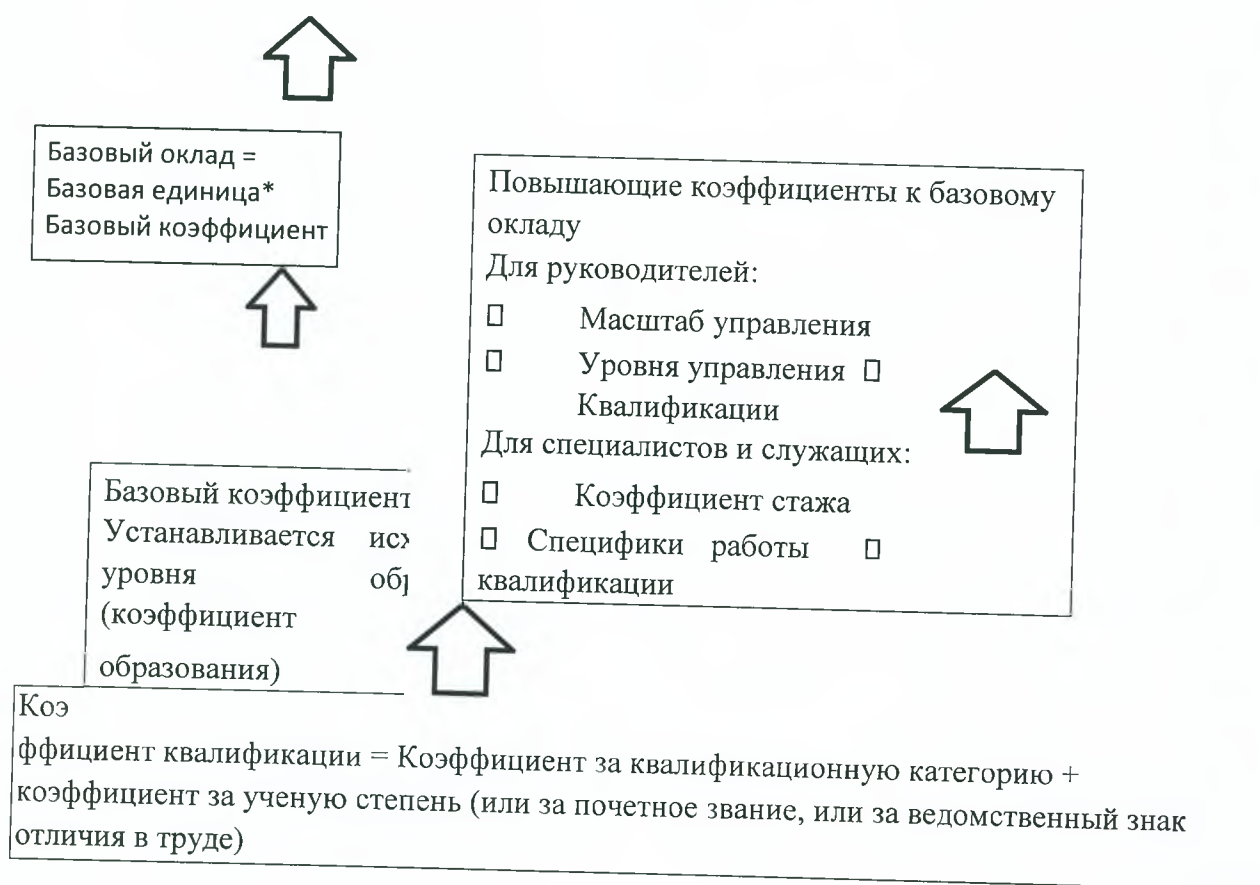 Базовый оклад =
Базовая единица*
Базовый коэффициент
Повышающие коэффициенты к базовому
окладу
Для руководителей:
Масштаб управления
Уровня управления
Квалификации
Для специалистов и служащих:
Коэффициент стажа
Специфики работы
квалификации
Базовый коэффициент
Устанавливается
уровня
(коэффициент
образования)
Коэ
ффициент квалификации = Коэффициент за квалификационную категорию +
коэффициент за ученую степень (или за почетное звание, или за ведомственный знак
отличия в труде)